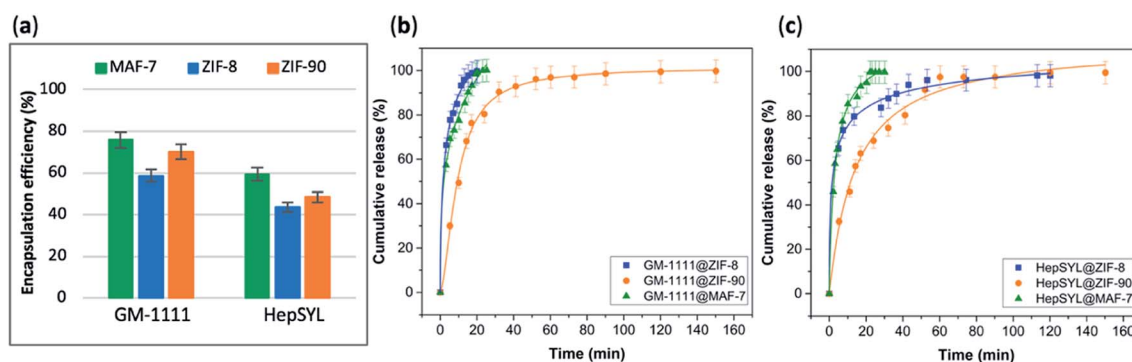 (a)
MAF-7 ZIF-8 ZIF-90
Encapsulation efficiency (%)
100
80
60
40
20
0
GM-1111 HepSYL
(b)
Cumulative release (%)
100
80
60
40
20
0
0 20 40 60 80 100 120 140 160
Time (min)
GM-1111@ZIF-8
GM-1111@ZIF-90
GM-1111@MAF-7
(c)
Cumulative release (%)
100
80
60
40
20
0
0 20 40 60 80 100 120 140 160
Time (min)
HepSYL@ZIF-8
HepSYL@ZIF-90
HepSYL@MAF-7